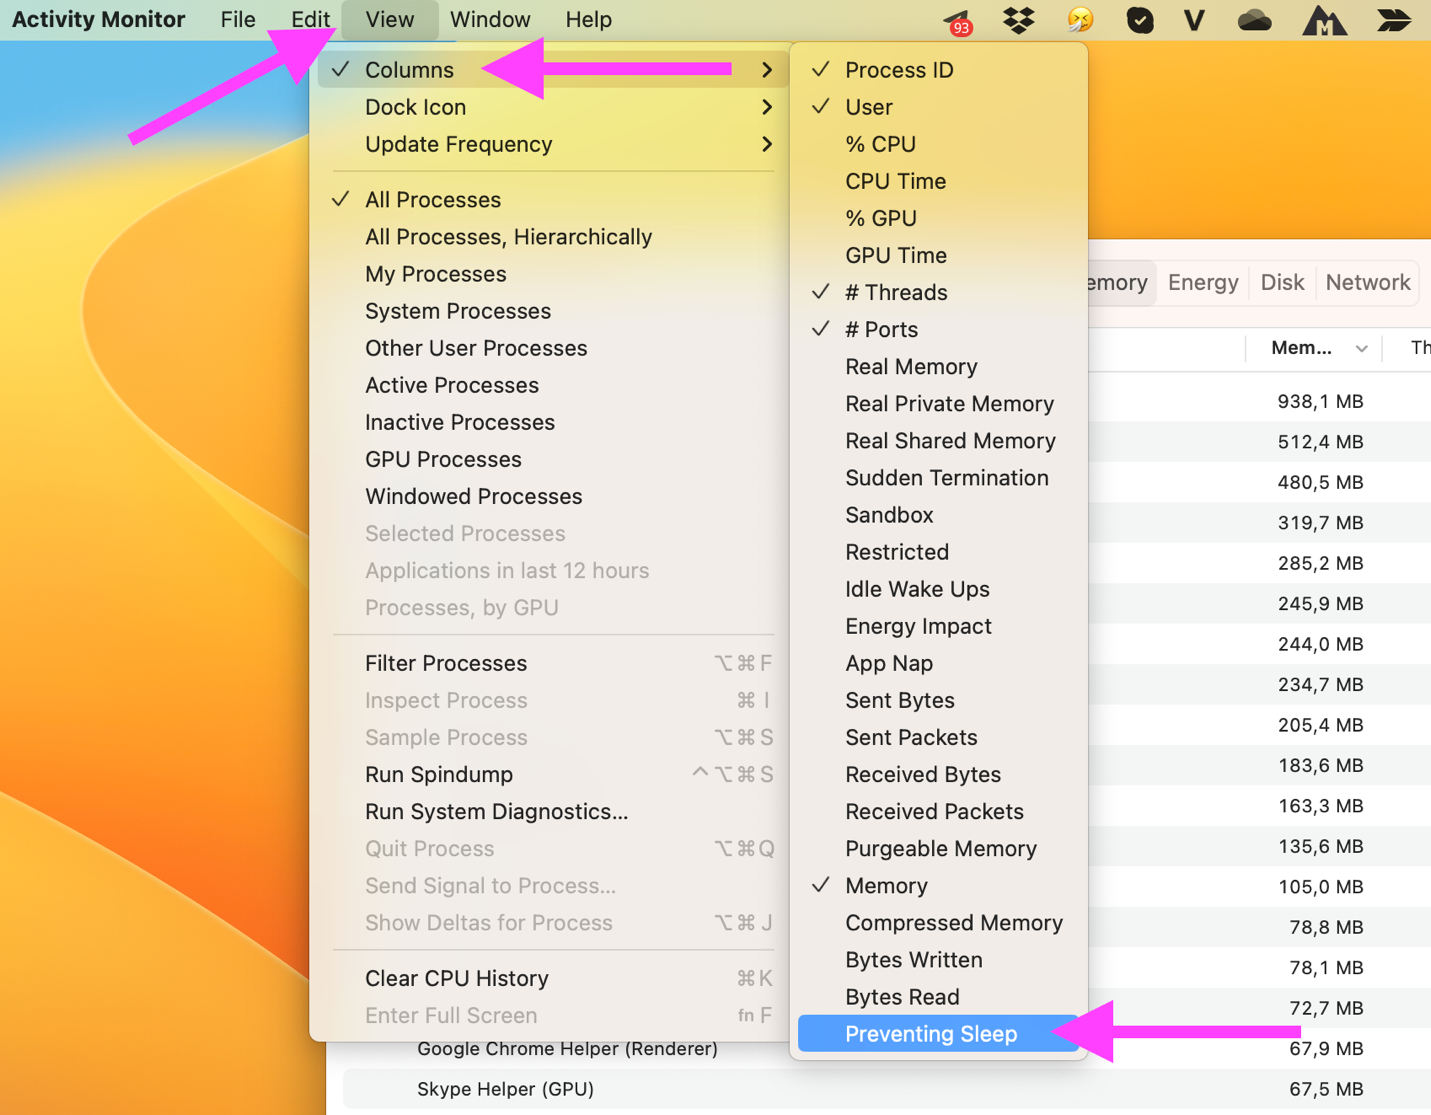 Activity Monitor File Edit View Window Help 93
Columns
Dock Icon
Update Frequency
All Processes
All Processes, Hierarchically
My Processes
System Processes
Other User Processes
Active Processes
Inactive Processes
GPU Processes
Windowed Processes
Selected Processes
Applications in last 12 hours
Processes, by GPU
Filter Processes ⌥⌘F
Inspect Process ⌘I
Sample Process ⌥⌘S
Run Spindump ^⌥⌘S
Run System Diagnostics...
Quit Process ⌥⌘Q
Send Signal to Process...
Show Deltas for Process ⌥⌘J
Clear CPU History ⌘K
Enter Full Screen fn F
Process ID
User
% CPU
CPU Time
% GPU
GPU Time
# Threads
# Ports
Real Memory
Real Private Memory
Real Shared Memory
Sudden Termination
Sandbox
Restricted
Idle Wake Ups
Energy Impact
App Nap
Sent Bytes
Sent Packets
Received Bytes
Received Packets
Purgeable Memory
Memory
Compressed Memory
Bytes Written
Bytes Read
Preventing Sleep
emory Energy Disk Network
Mem... Th
938,1 MB
512,4 MB
480,5 MB
319,7 MB
285,2 MB
245,9 MB
244,0 MB
234,7 MB
205,4 MB
183,6 MB
163,3 MB
135,6 MB
105,0 MB
78,8 MB
78,1 MB
72,7 MB
Google Chrome Helper (Renderer) 67,9 MB
Skype Helper (GPU) 67,5 MB